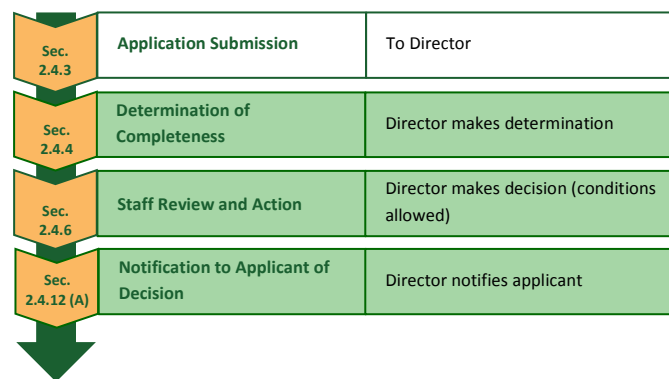 Sec.
2.4.3
Application Submission
To Director
Sec.
2.4.4
Determination of
Completeness
Director makes determination
Sec.
2.4.6
Staff Review and Action
Director makes decision (conditions
allowed)
Sec.
2.4.12 (A)
Notification to Applicant of
Decision
Director notifies applicant